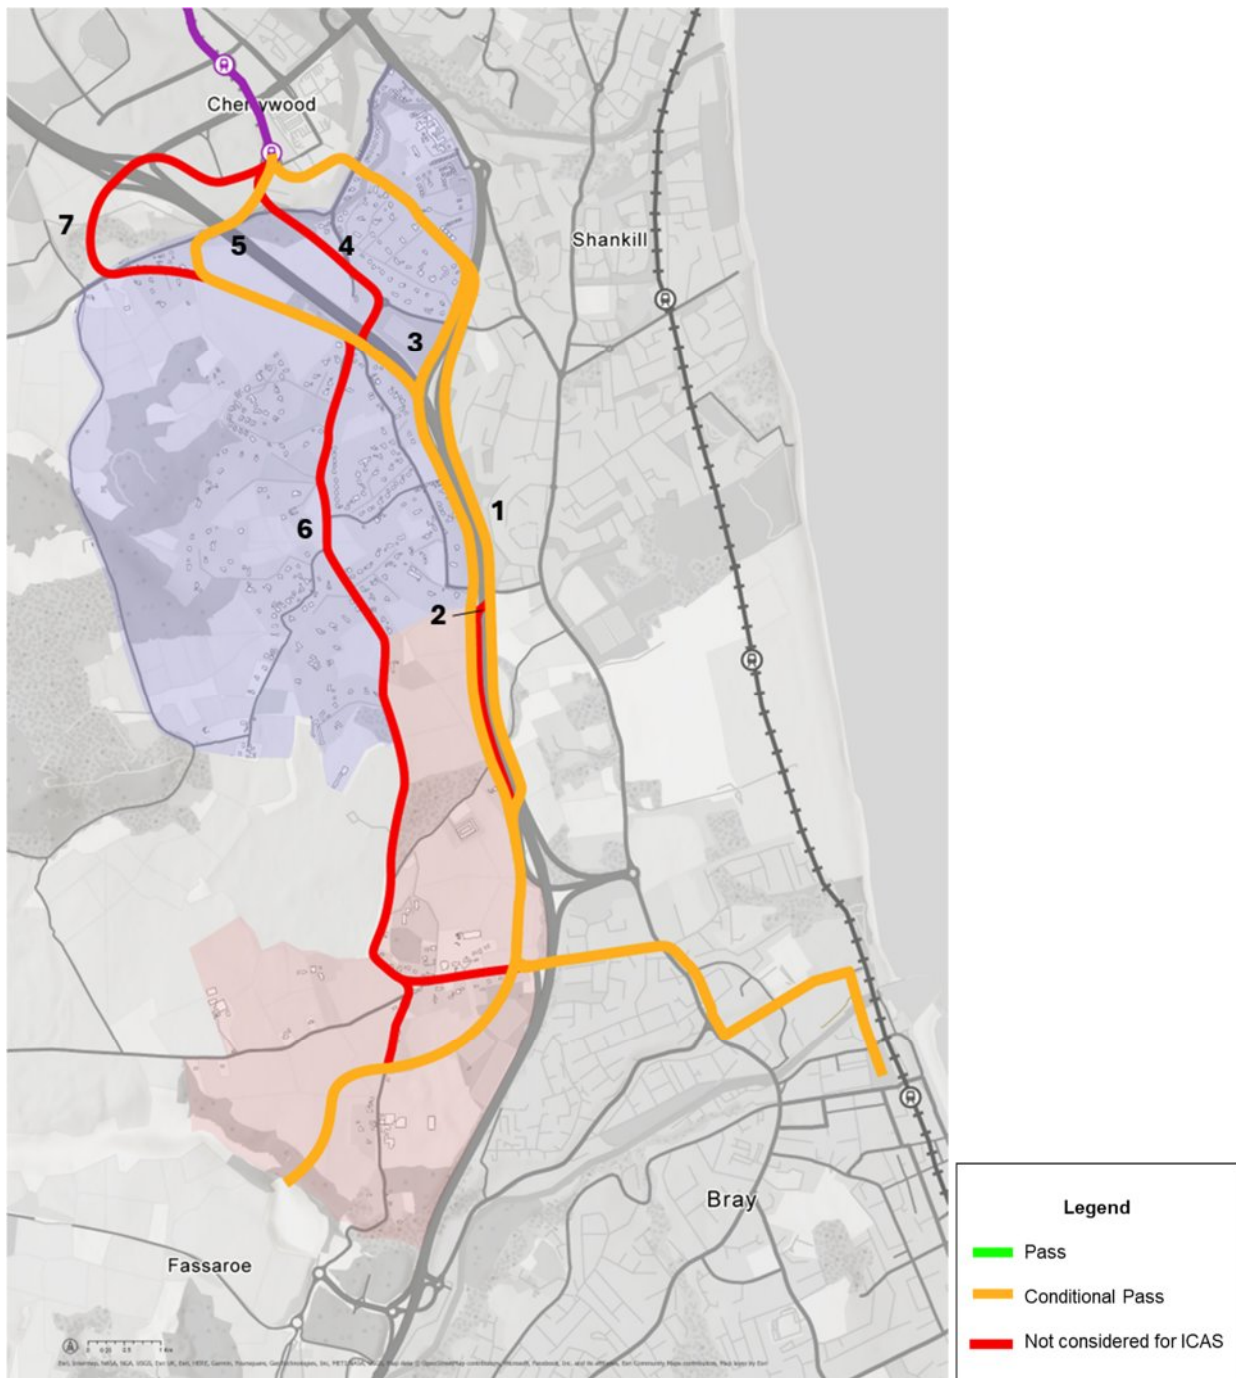 Cherrywood
Shankill
7
5
4
3
1
6
2
Bray
Fassaroe
Legend
Pass
Conditional Pass
Not considered for ICAS